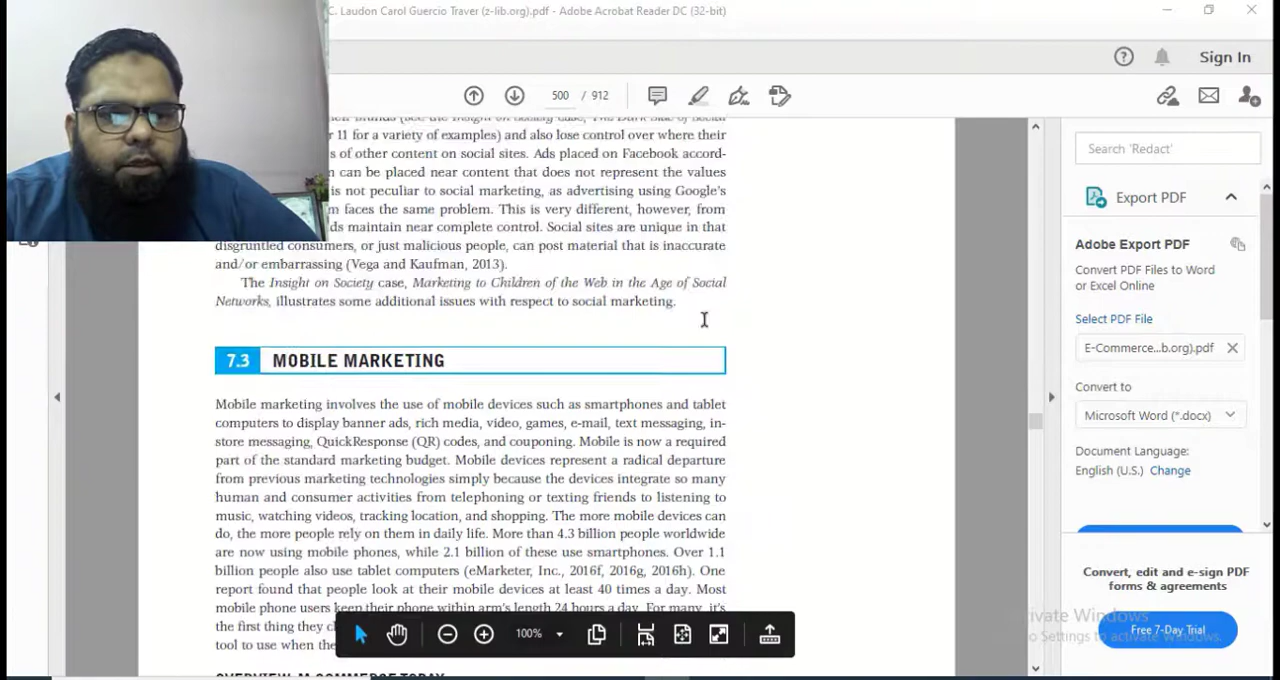 C. Laudon Carol Guercio Traver (z-lib.org).pdf - Adobe Acrobat Reader DC (32-bit)
Sign In
500 / 912
r 11 for a variety of examples) and also lose control over where their
s of other content on social sites. Ads placed on Facebook accord-
n can be placed near content that does not represent the values
is not peculiar to social marketing, as advertising using Google's
m faces the same problem. This is very different, however, from
ds maintain near complete control. Social sites are unique in that
disgruntled consumers, or just malicious people, can post material that is inaccurate
and/or embarrassing (Vega and Kaufman, 2013).
The Insight on Society case, Marketing to Children of the Web in the Age of Social
Networks, illustrates some additional issues with respect to social marketing.
7.3 MOBILE MARKETING
Mobile marketing involves the use of mobile devices such as smartphones and tablet
computers to display banner ads, rich media, video, games, e-mail, text messaging, in-
store messaging, QuickResponse (QR) codes, and couponing. Mobile is now a required
part of the standard marketing budget. Mobile devices represent a radical departure
from previous marketing technologies simply because the devices integrate so many
human and consumer activities from telephoning or texting friends to listening to
music, watching videos, tracking location, and shopping. The more mobile devices can
do, the more people rely on them in daily life. More than 4.3 billion people worldwide
are now using mobile phones, while 2.1 billion of these use smartphones. Over 1.1
billion people also use tablet computers (eMarketer, Inc., 2016f, 2016g, 2016h). One
report found that people look at their mobile devices at least 40 times a day. Most
mobile phone users keep their phone within arm's length 24 hours a day. For many, it's
the first thing they
tool to use when the
100%
OVERVIEW: M-COMMERCE TODAY
Search 'Redact'
Export PDF
Adobe Export PDF
Convert PDF Files to Word
or Excel Online
Select PDF File
E-Commerce...b.org).pdf
Convert to
Microsoft Word (*.docx)
Document Language:
English (U.S.) Change
Convert, edit and e-sign PDF
forms & agreements
Activate Windows
Go to Settings to activate Windows.
Free 7-Day Trial